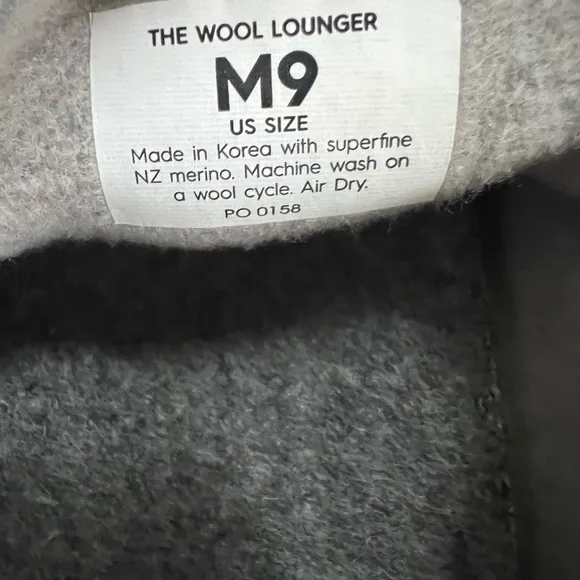 THE WOOL LOUNGER
M9
US SIZE
Made in Korea with superfine
NZ merino. Machine wash on
a wool cycle. Air Dry.
PO 0158